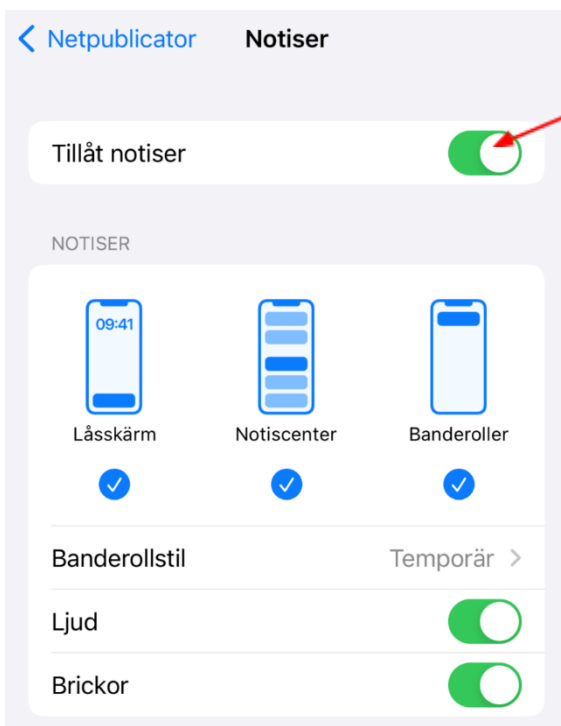 Netpublicator Notiser
Tillåt notiser
NOTISER
09:41
Låsskärm Notiscenter Banderoller
Banderollstil Temporär
Ljud
Brickor